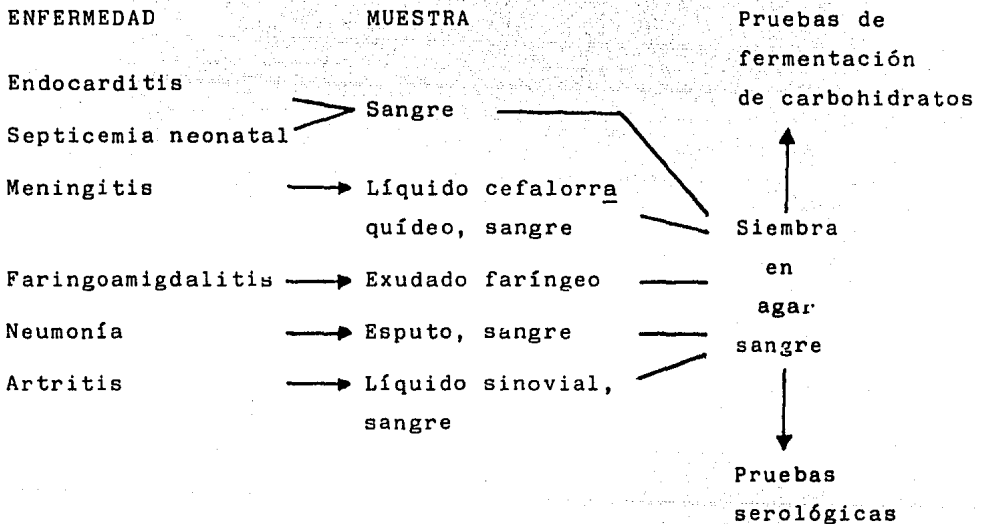 ENFERMEDAD
MUESTRA
Pruebas de
fermentación
de carbohidratos
Endocarditis
Septicemia neonatal
Sangre
Meningitis
Líquido cefalorra
quídeo, sangre
Faringoamigdalitis
Exudado faríngeo
Neumonía
Esputo, sangre
Artritis
Líquido sinovial,
sangre
Siembra
en
agar
sangre
Pruebas
serológicas